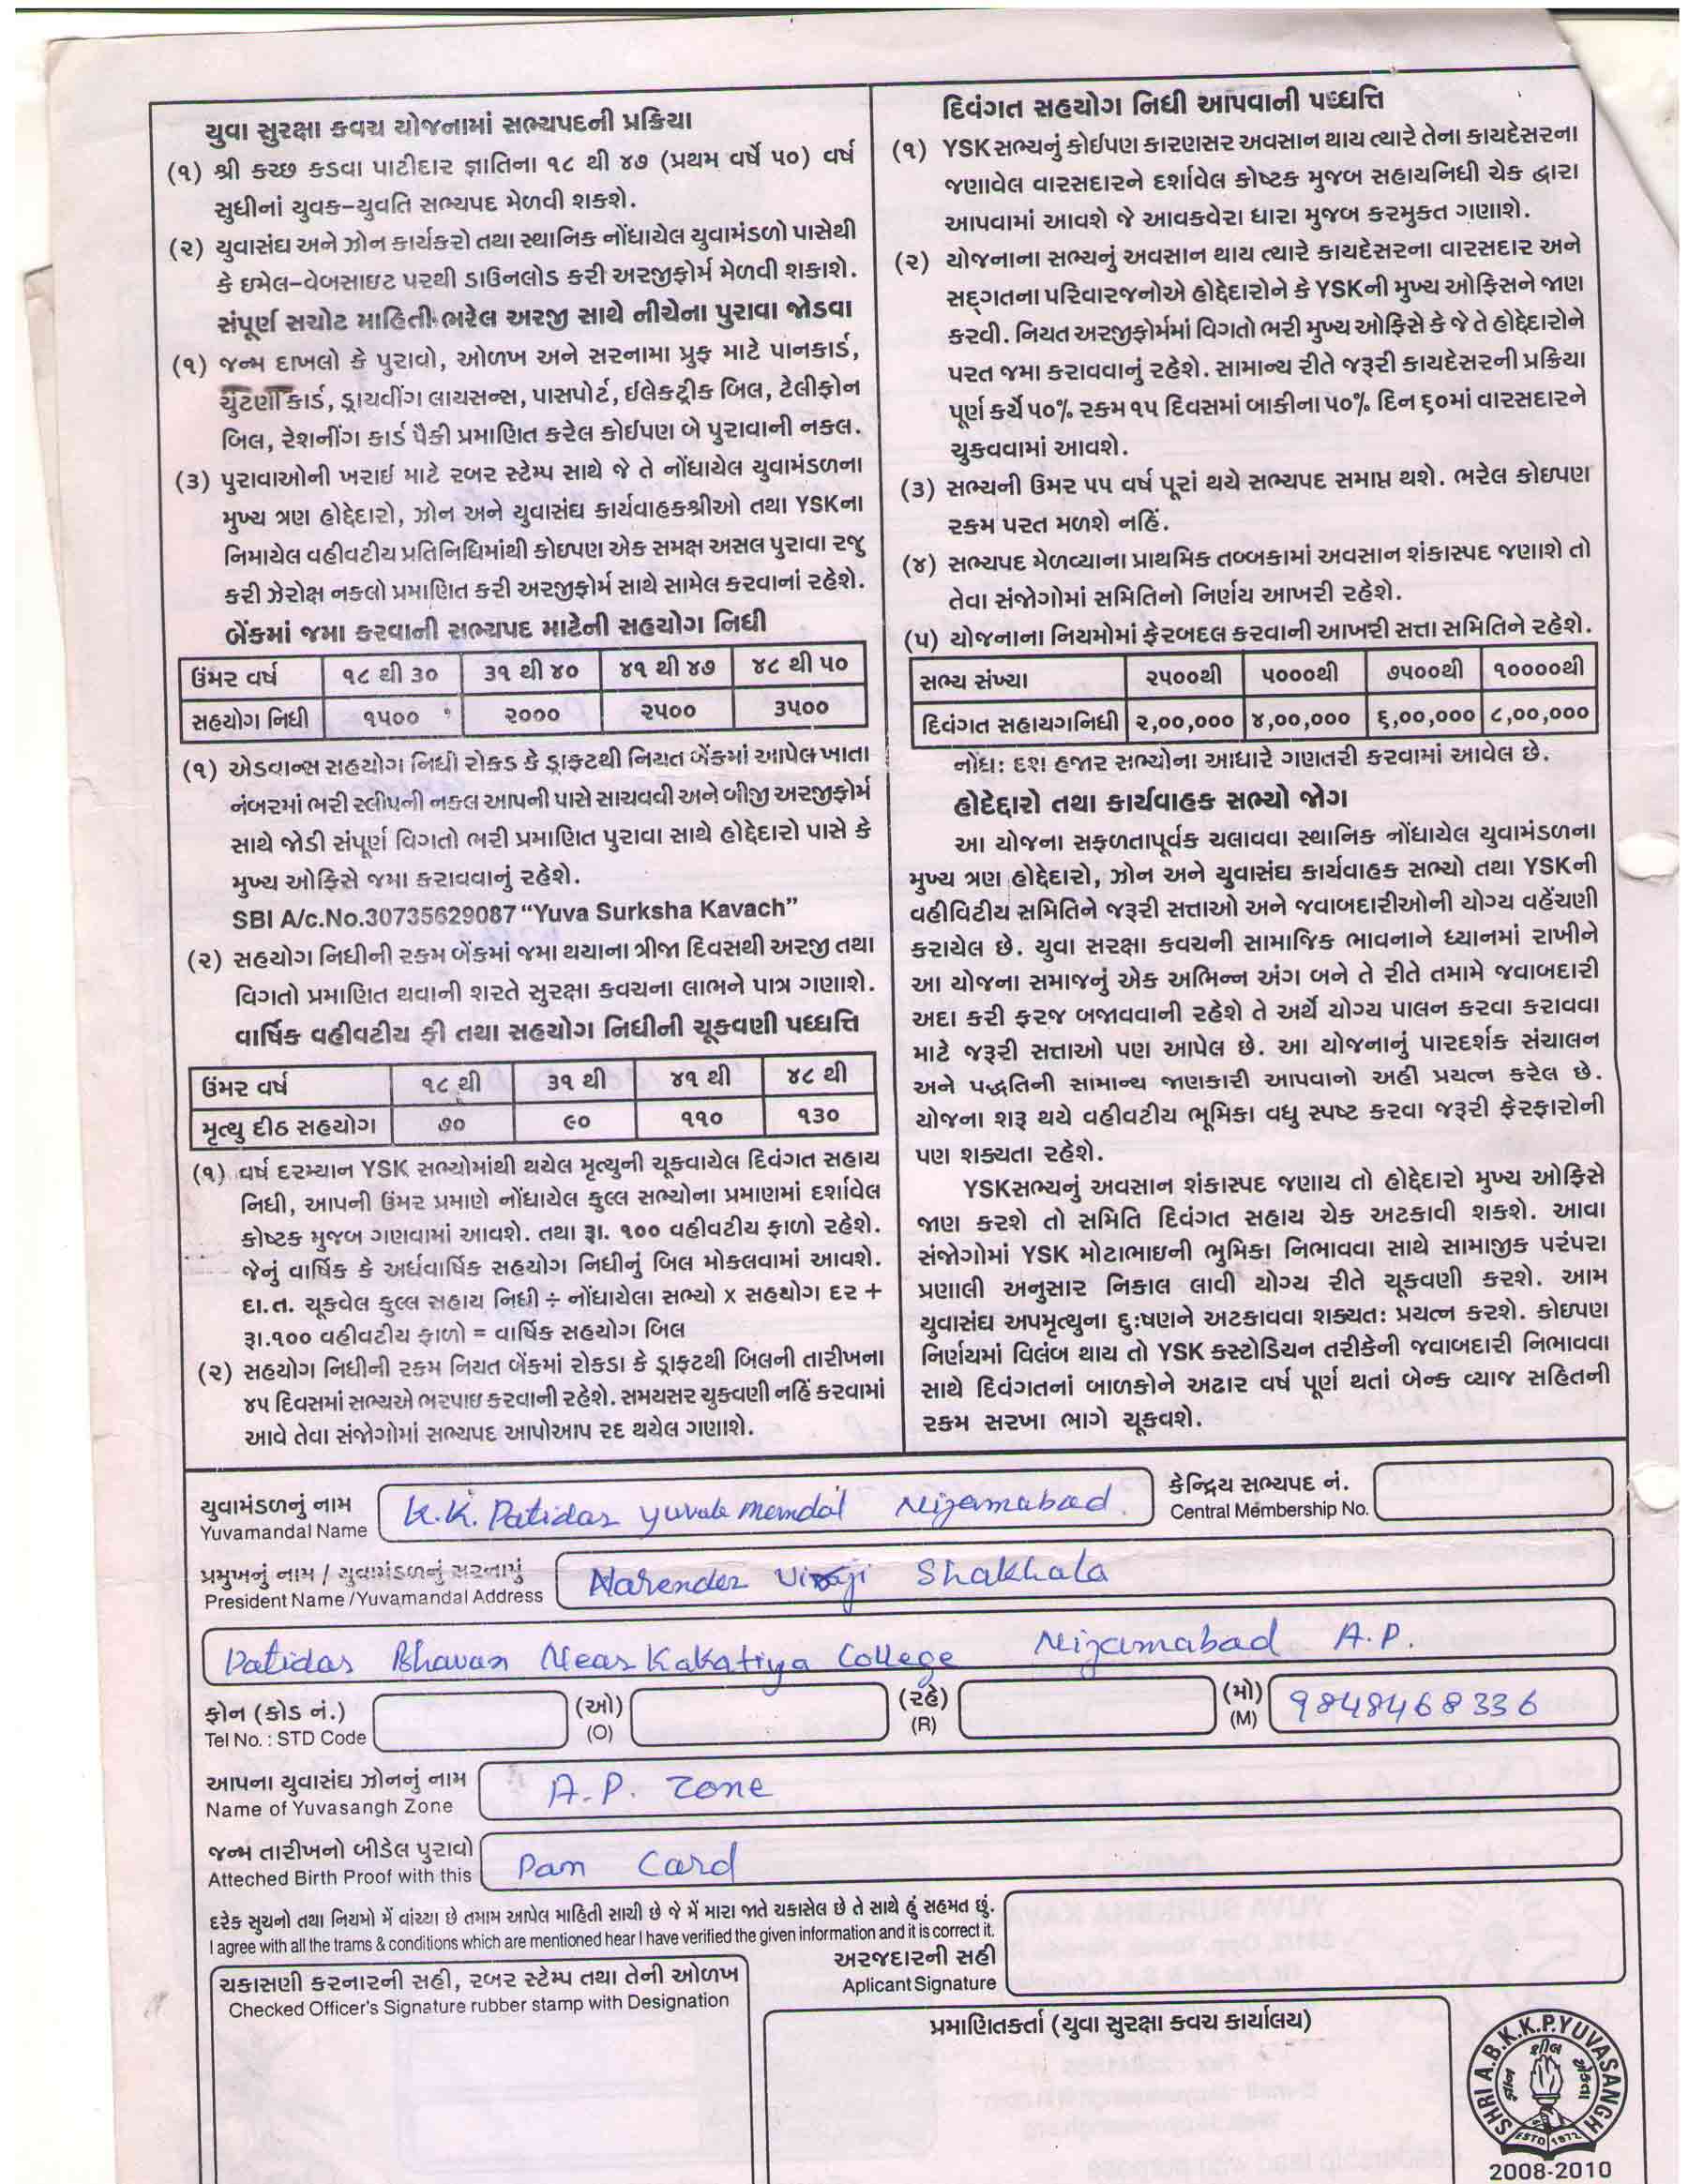 યુવા સુરક્ષા કવચ યોજનામાં સભ્યપદની પ્રક્રિયા
(૧) શ્રી કચ્છ કડવા પાટીદાર જ્ઞાતિના ૧૮ થી ૪૭ (પ્રથમ વર્ષે ૫૦) વર્ષ
સુધીનાં યુવક-યુવતિ સભ્યપદ મેળવી શકશે.
(૨) યુવાસંઘ અને ઝોન કાર્યકરો તથા સ્થાનિક નોંધાયેલ યુવામંડળો પાસેથી
કે ઇમેલ-વેબસાઇટ પરથી ડાઉનલોડ કરી અરજીફોર્મ મેળવી શકાશે.
સંપૂર્ણ સચોટ માહિતી ભરેલ અરજી સાથે નીચેના પુરાવા જોડવા
(૧) જન્મ દાખલો કે પુરાવો, ઓળખ અને સરનામા પ્રુફ માટે પાનકાર્ડ,
ચુંટણી કાર્ડ, ડ્રાયવીંગ લાયસન્સ, પાસપોર્ટ, ઈલેકટ્રીક બિલ, ટેલીફોન
બિલ, રેશનીંગ કાર્ડ પૈકી પ્રમાણિત કરેલ કોઈપણ બે પુરાવાની નકલ.
(૩) પુરાવાઓની ખરાઈ માટે રબર સ્ટેમ્પ સાથે જે તે નોંધાયેલ યુવામંડળના
મુખ્ય ત્રણ હોદ્દેદારો, ઝોન અને યુવાસંઘ કાર્યવાહકશ્રીઓ તથા YSKના
નિમાયેલ વહીવટીય પ્રતિનિધિમાંથી કોઇપણ એક સમક્ષ અસલ પુરાવા રજુ
કરી ઝેરોક્ષ નકલો પ્રમાણિત કરી અરજીફોર્મ સાથે સામેલ કરવાનાં રહેશે.
બેંકમાં જમા કરવાની સભ્યપદ માટેની સહયોગ નિધી
ઉંમર વર્ષ ૧૮ થી ૩૦ ૩૧ થી ૪૦ ૪૧ થી ૪૭ ૪૮ થી ૫૦
સહયોગ નિધી ૧૫૦૦ ૨૦૦૦ ૨૫૦૦ ૩૫૦૦
(૧) એડવાન્સ સહયોગ નિધી રોકડ કે ડ્રાફટથી નિયત બેંકમાં આપેલ ખાતા
નંબરમાં ભરી સ્લીપની નકલ આપની પાસે સાચવવી અને બીજી અરજીફોર્મ
સાથે જોડી સંપૂર્ણ વિગતો ભરી પ્રમાણિત પુરાવા સાથે હોદ્દેદારો પાસે કે
મુખ્ય ઓફિસે જમા કરાવવાનું રહેશે.
SBI A/c.No.30735629087 "Yuva Surksha Kavach"
(૨) સહયોગ નિધીની રકમ બેંકમાં જમા થયાના ત્રીજા દિવસથી અરજી તથા
વિગતો પ્રમાણિત થવાની શરતે સુરક્ષા કવચના લાભને પાત્ર ગણાશે.
વાર્ષિક વહીવટીય ફી તથા સહયોગ નિધીની ચૂકવણી પધ્ધત્તિ
ઉંમર વર્ષ ૧૮ થી ૩૧ થી ૪૧ થી ૪૮ થી
મૃત્યુ દીઠ સહયોગ ૭૦ ૯૦ ૧૧૦ ૧૩૦
(૧) વર્ષ દરમ્યાન YSK સભ્યોમાંથી થયેલ મૃત્યુની ચૂકવાયેલ દિવંગત સહાય
નિધી, આપની ઉંમર પ્રમાણે નોંધાયેલ કુલ્લ સભ્યોના પ્રમાણમાં દર્શાવેલ
કોષ્ટક મુજબ ગણવામાં આવશે. તથા રૂા. ૧૦૦ વહીવટીય ફાળો રહેશે.
જેનું વાર્ષિક કે અર્ધવાર્ષિક સહયોગ નિધીનું બિલ મોકલવામાં આવશે.
દા.ત. ચૂકવેલ કુલ્લ સહાય નિધી ÷ નોંધાયેલા સભ્યો x સહયોગ દર +
રૂા.૧૦૦ વહીવટીય ફાળો = વાર્ષિક સહયોગ બિલ
(૨) સહયોગ નિધીની રકમ નિયત બેંકમાં રોકડા કે ડ્રાફટથી બિલની તારીખના
૪૫ દિવસમાં સભ્યએ ભરપાઇ કરવાની રહેશે. સમયસર ચુકવણી નહિં કરવામાં
આવે તેવા સંજોગોમાં સભ્યપદ આપોઆપ રદ થયેલ ગણાશે.
દિવંગત સહયોગ નિધી આપવાની પધ્ધત્તિ
(૧) YSK સભ્યનું કોઈપણ કારણસર અવસાન થાય ત્યારે તેના કાયદેસરના
જણાવેલ વારસદારને દર્શાવેલ કોષ્ટક મુજબ સહાયનિધી ચેક દ્વારા
આપવામાં આવશે જે આવકવેરા ધારા મુજબ કરમુકત ગણાશે.
(૨) યોજનાના સભ્યનું અવસાન થાય ત્યારે કાયદેસરના વારસદાર અને
સદ્‌ગતના પરિવારજનોએ હોદ્દેદારોને કે YSKની મુખ્ય ઓફિસને જાણ
કરવી. નિયત અરજીફોર્મમાં વિગતો ભરી મુખ્ય ઓફિસે કે જે તે હોદ્દેદારોને
પરત જમા કરાવવાનું રહેશે. સામાન્ય રીતે જરૂરી કાયદેસરની પ્રક્રિયા
પૂર્ણ કર્યે ૫૦% રકમ ૧૫ દિવસમાં બાકીના ૫૦% દિન ૬૦માં વારસદારને
ચુકવવામાં આવશે.
(૩) સભ્યની ઉંમર ૫૫ વર્ષ પૂરાં થયે સભ્યપદ સમાપ્ત થશે. ભરેલ કોઇપણ
રકમ પરત મળશે નહિં.
(૪) સભ્યપદ મેળવ્યાના પ્રાથમિક તબ્બકામાં અવસાન શંકાસ્પદ જણાશે તો
તેવા સંજોગોમાં સમિતિનો નિર્ણય આખરી રહેશે.
(૫) યોજનાના નિયમોમાં ફેરબદલ કરવાની આખરી સત્તા સમિતિને રહેશે.
સભ્ય સંખ્યા ૨૫૦૦થી ૫૦૦૦થી ૭૫૦૦થી ૧૦૦૦૦થી
દિવંગત સહાયગનિધી ૨,૦૦,૦૦૦ ૪,૦૦,૦૦૦ ૬,૦૦,૦૦૦ ૮,૦૦,૦૦૦
નોંધ: દશ હજાર સભ્યોના આધારે ગણતરી કરવામાં આવેલ છે.
હોદેદ્દારો તથા કાર્યવાહક સભ્યો જોગ
આ યોજના સફળતાપૂર્વક ચલાવવા સ્થાનિક નોંધાયેલ યુવામંડળના
મુખ્ય ત્રણ હોદ્દેદારો, ઝોન અને યુવાસંઘ કાર્યવાહક સભ્યો તથા YSKની
વહીવિટીય સમિતિને જરૂરી સત્તાઓ અને જવાબદારીઓની યોગ્ય વહેંચણી
કરાયેલ છે. યુવા સરક્ષા કવચની સામાજિક ભાવનાને ધ્યાનમાં રાખીને
આ યોજના સમાજનું એક અભિન્ન અંગ બને તે રીતે તમામે જવાબદારી
અદા કરી ફરજ બજાવવાની રહેશે તે અર્થે યોગ્ય પાલન કરવા કરાવવા
માટે જરૂરી સત્તાઓ પણ આપેલ છે. આ યોજનાનું પારદર્શક સંચાલન
અને પદ્ધતિની સામાન્ય જાણકારી આપવાનો અહીં પ્રયત્ન કરેલ છે.
યોજના શરૂ થયે વહીવટીય ભૂમિકા વધુ સ્પષ્ટ કરવા જરૂરી ફેરફારોની
પણ શક્યતા રહેશે.
YSKસભ્યનું અવસાન શંકાસ્પદ જણાય તો હોદ્દેદારો મુખ્ય ઓફિસે
જાણ કરશે તો સમિતિ દિવંગત સહાય ચેક અટકાવી શકશે. આવા
સંજોગોમાં YSK મોટાભાઇની ભુમિકા નિભાવવા સાથે સામાજીક પરંપરા
પ્રણાલી અનુસાર નિકાલ લાવી યોગ્ય રીતે ચૂકવણી કરશે. આમ
યુવાસંઘ અપમૃત્યુના દુ:ષણને અટકાવવા શક્યત: પ્રયત્ન કરશે. કોઇપણ
નિર્ણયમાં વિલંબ થાય તો YSK કસ્ટોડિયન તરીકેની જવાબદારી નિભાવવા
સાથે દિવંગતનાં બાળકોને અઢાર વર્ષ પૂર્ણ થતાં બેન્ક વ્યાજ સહિતની
રકમ સરખા ભાગે ચૂકવશે.
યુવામંડળનું નામ
Yuvamandal Name
K.K. Patidar yuvak mandal Nizamabad.
કેન્દ્રિય સભ્યપદ નં.
Central Membership No.
પ્રમુખનું નામ / યુવામંડળનું સરનામું
President Name /Yuvamandal Address
Narender Viraji Shakhala
Patidar Bhavan Near Kakatiya College Nizamabad A.P.
ફોન (કોડ નં.) (ઓ) (રહે) (મો)
Tel No. : STD Code (O) (R) (M)
9848468336
આપના યુવાસંઘ ઝોનનું નામ
Name of Yuvasangh Zone
A.P. Zone
જન્મ તારીખનો બીડેલ પુરાવો
Atteched Birth Proof with this
Pan Card
દરેક સુચનો તથા નિયમો મેં વાંચ્યા છે તમામ આપેલ માહિતી સાચી છે જે મેં મારા જાતે ચકાસેલ છે તે સાથે હું સહમત છું.
I agree with all the trams & conditions which are mentioned hear I have verified the given information and it is correct it.
અરજદારની સહી
Aplicant Signature
ચકાસણી કરનારની સહી, રબર સ્ટેમ્પ તથા તેની ઓળખ
Checked Officer's Signature rubber stamp with Designation
પ્રમાણિતકર્તા (યુવા સુરક્ષા કવચ કાર્યાલય)
SHRI A.B.K.K.P.YUVASANGH
જ્ઞાન શીલ એકતા
ESTD 1972
2008-2010